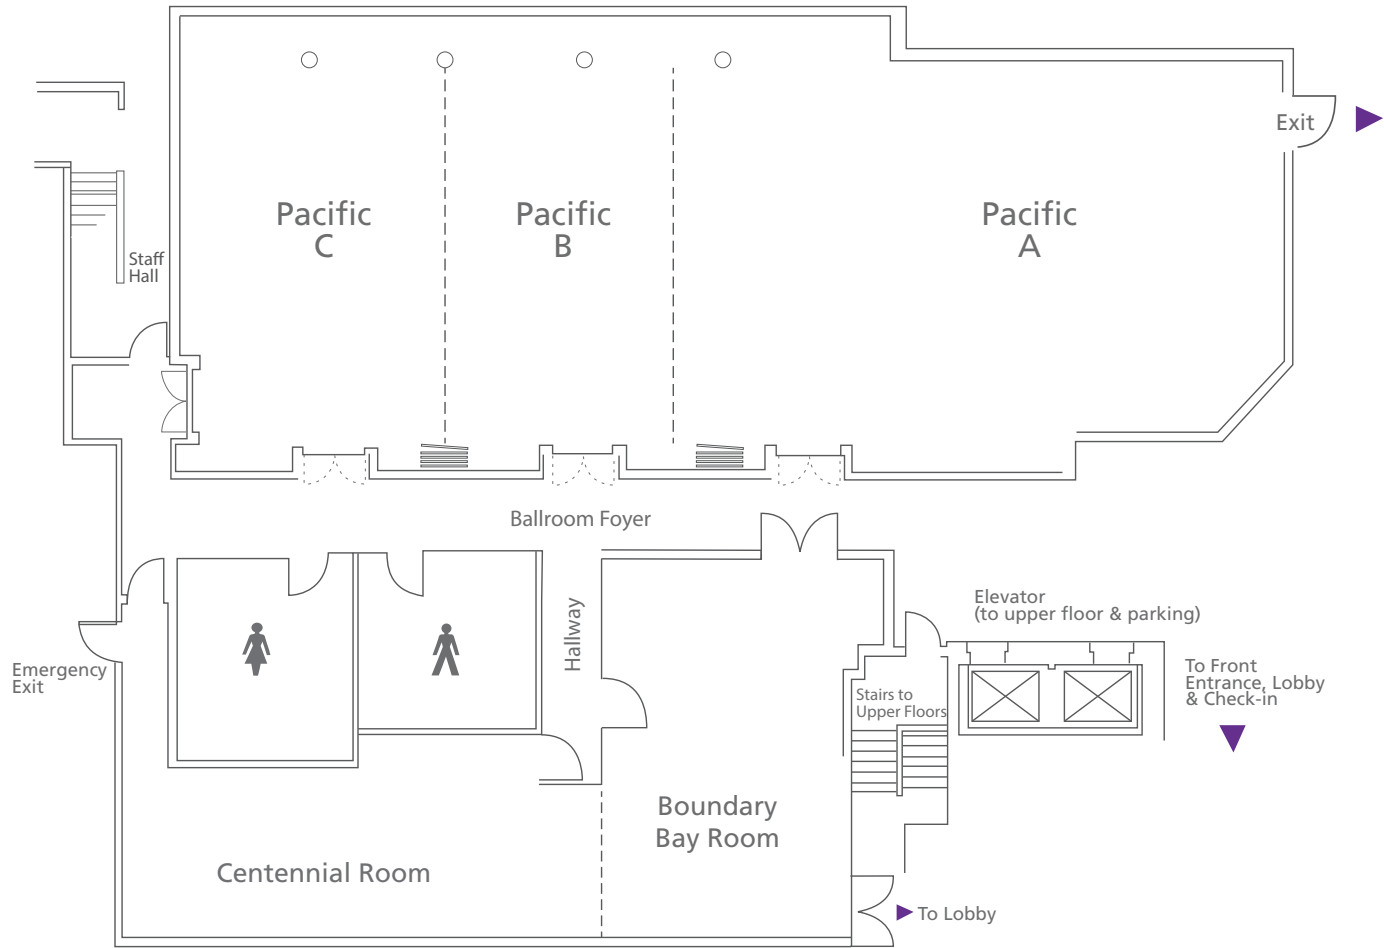 Exit
Pacific
C
Pacific
B
Pacific
A
Staff
Hall
Ballroom Foyer
Elevator
(to upper floor & parking)
Hallway
Emergency
Exit
To Front
Entrance, Lobby
& Check-in
Stairs to
Upper Floors
Boundary
Bay Room
Centennial Room
To Lobby